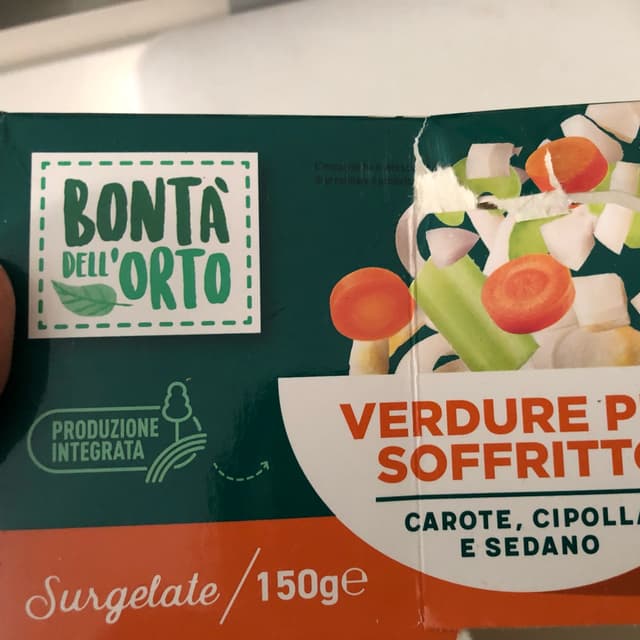 BONTÀ
DELL'ORTO
PRODUZIONE
INTEGRATA
VERDURE P
SOFFRITTO
CAROTE, CIPOLLA
E SEDANO
Surgelate / 150g e